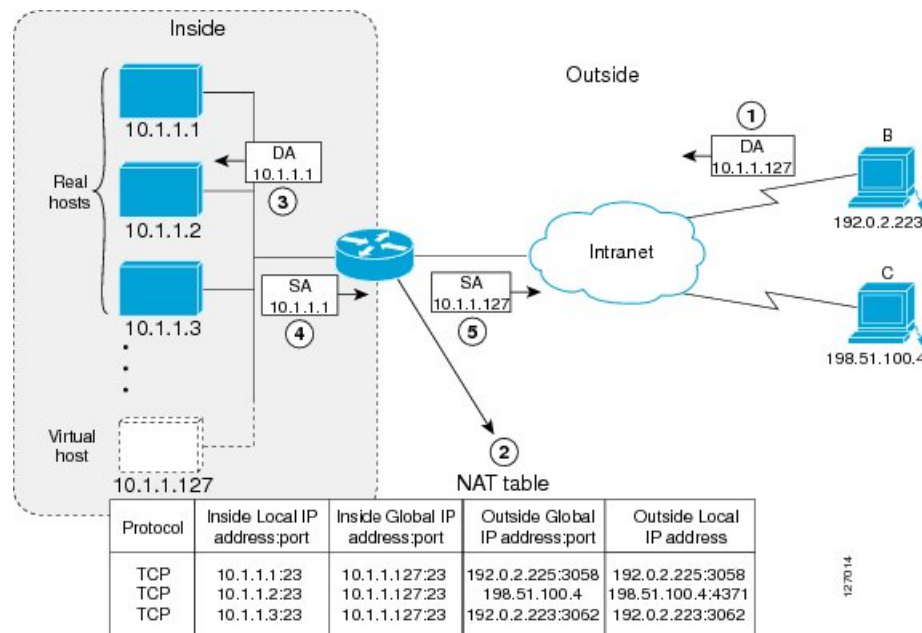 Inside
Outside
10.1.1.1
DA
10.1.1.1
3
1
DA
10.1.1.127
B
192.0.2.223
Real
hosts
10.1.1.2
Intranet
SA
10.1.1.1
4
SA
10.1.1.127
5
C
198.51.100.4
10.1.1.3
Virtual
host
10.1.1.127
2
NAT table
Protocol Inside Local IP address:port Inside Global IP address:port Outside Global IP address:port Outside Local IP address
TCP 10.1.1.1:23 10.1.1.127:23 192.0.2.225:3058 192.0.2.225:3058
TCP 10.1.1.2:23 10.1.1.127:23 198.51.100.4 198.51.100.4:4371
TCP 10.1.1.3:23 10.1.1.127:23 192.0.2.223:3062 192.0.2.223:3062
127014